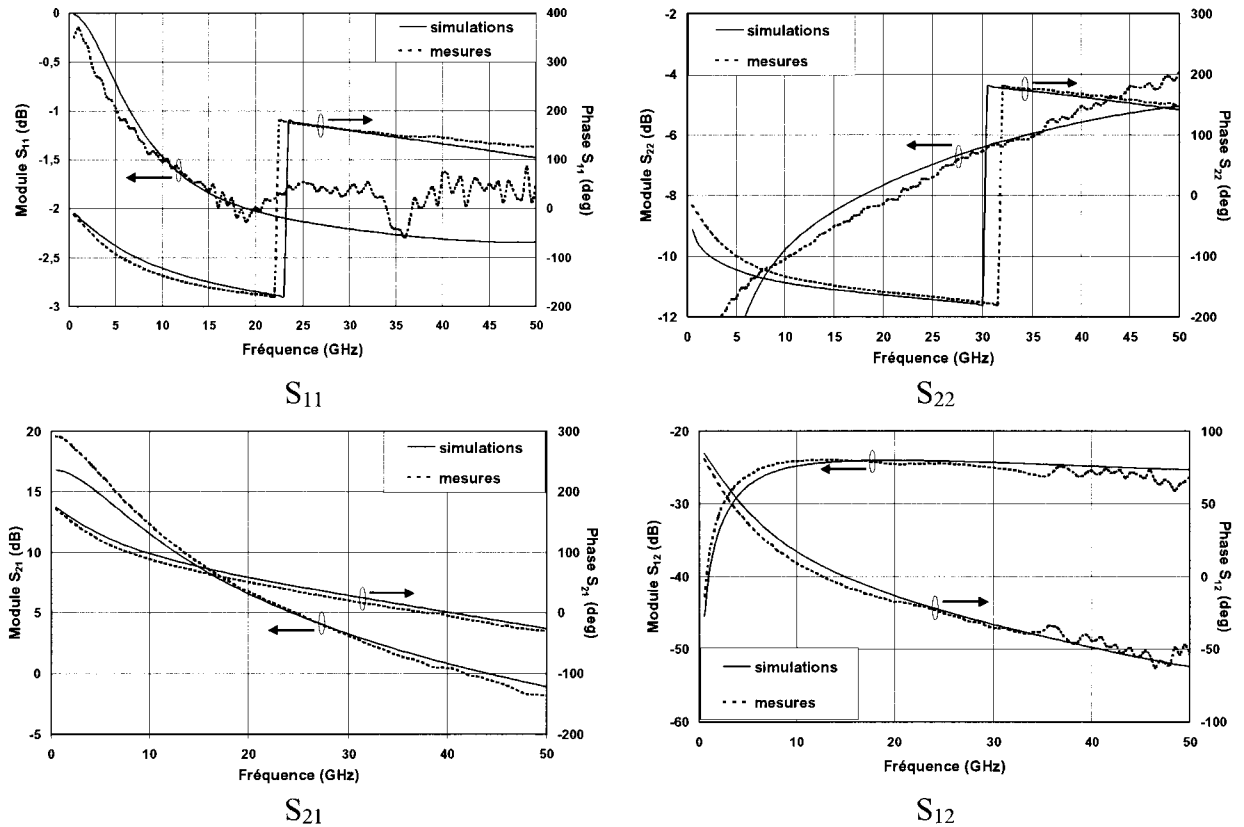 Module S11 (dB)
0
-0,5
-1
-1,5
-2
-2,5
-3
simulations
mesures
400
300
200
100
0
-100
-200
Phase S11 (deg)
0 5 10 15 20 25 30 35 40 45 50
Fréquence (GHz)
S11
Module S22 (dB)
-2
-4
-6
-8
-10
-12
simulations
mesures
300
200
100
0
-100
-200
Phase S22 (deg)
0 5 10 15 20 25 30 35 40 45 50
Fréquence (GHz)
S22
Module S21 (dB)
20
15
10
5
0
-5
simulations
mesures
300
200
100
0
-100
-200
Phase S21 (deg)
0 10 20 30 40 50
Fréquence (GHz)
S21
Module S12 (dB)
-20
-30
-40
-50
-60
simulations
mesures
100
50
0
-50
-100
Phase S12 (deg)
0 10 20 30 40 50
Fréquence (GHz)
S12